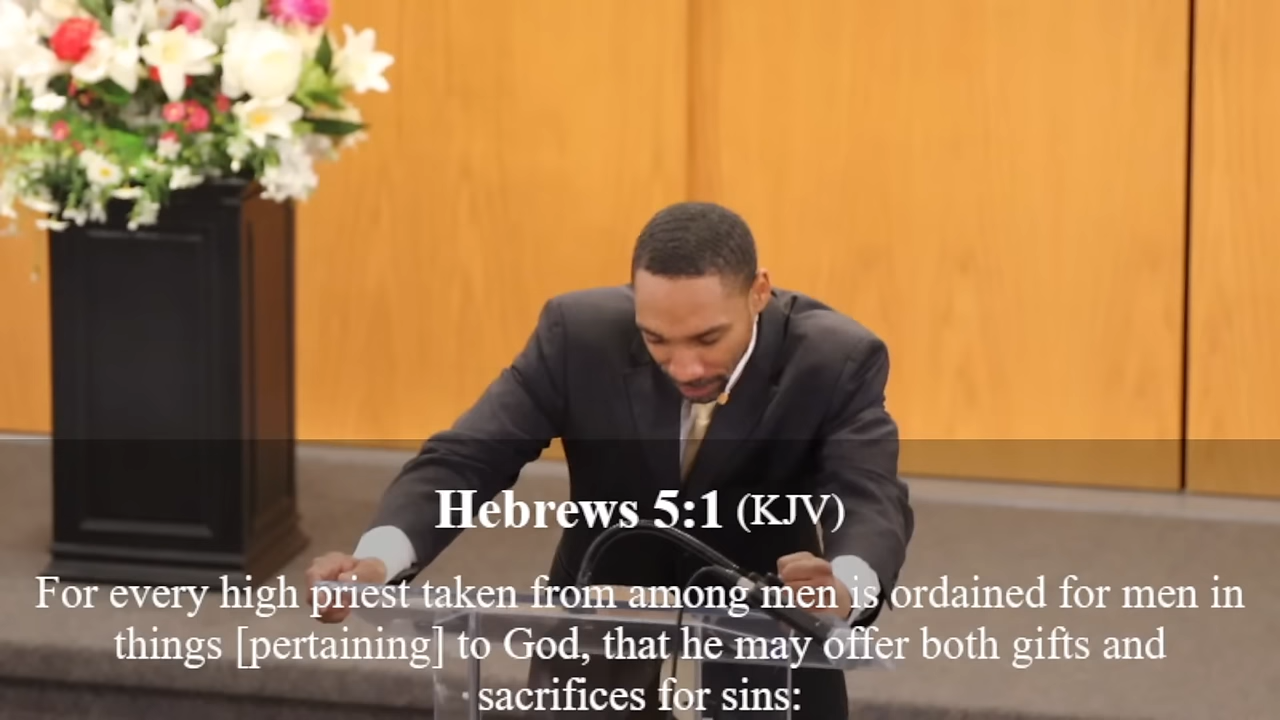 Hebrews 5:1 (KJV)
For every high priest taken from among men is ordained for men in
things [pertaining] to God, that he may offer both gifts and
sacrifices for sins: